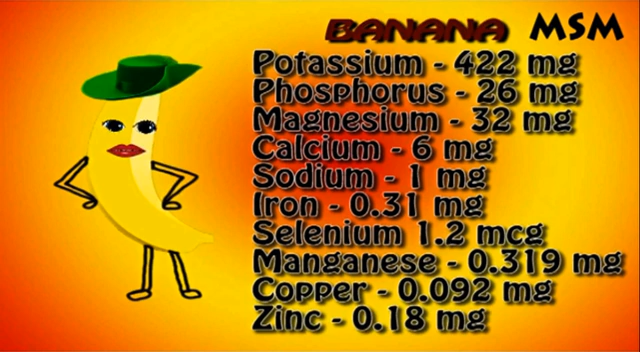 BANANA MSM
Potassium - 422 mg
Phosphorus - 26 mg
Magnesium - 32 mg
Calcium - 6 mg
Sodium - 1 mg
Iron - 0.31 mg
Selenium 1.2 mcg
Manganese - 0.319 mg
Copper - 0.092 mg
Zinc - 0.18 mg